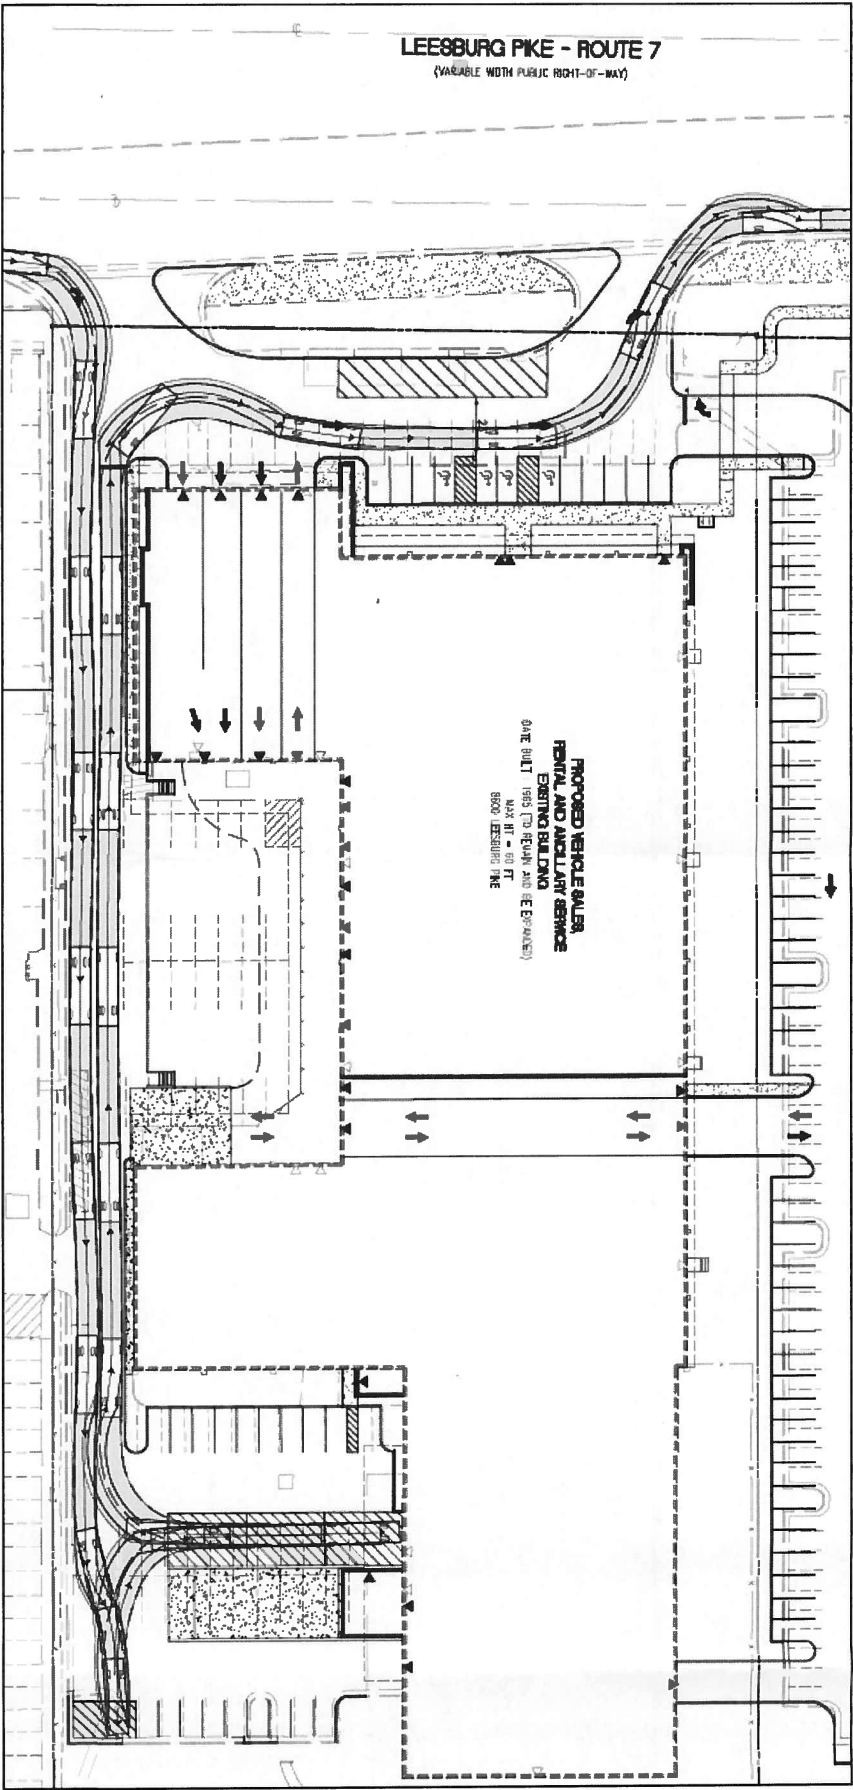 LEESBURG PIKE - ROUTE 7
(VARIABLE WIDTH PUBLIC RIGHT-OF-WAY)
PROPOSED VEHICLE SALES,
RENTAL AND ANCILLARY SERVICE
EXISTING BUILDING
DATE BUILT 1965 (TO REMAIN AND BE EXPANDED)
MAX HT = 60 FT
8600 LEESBURG PIKE